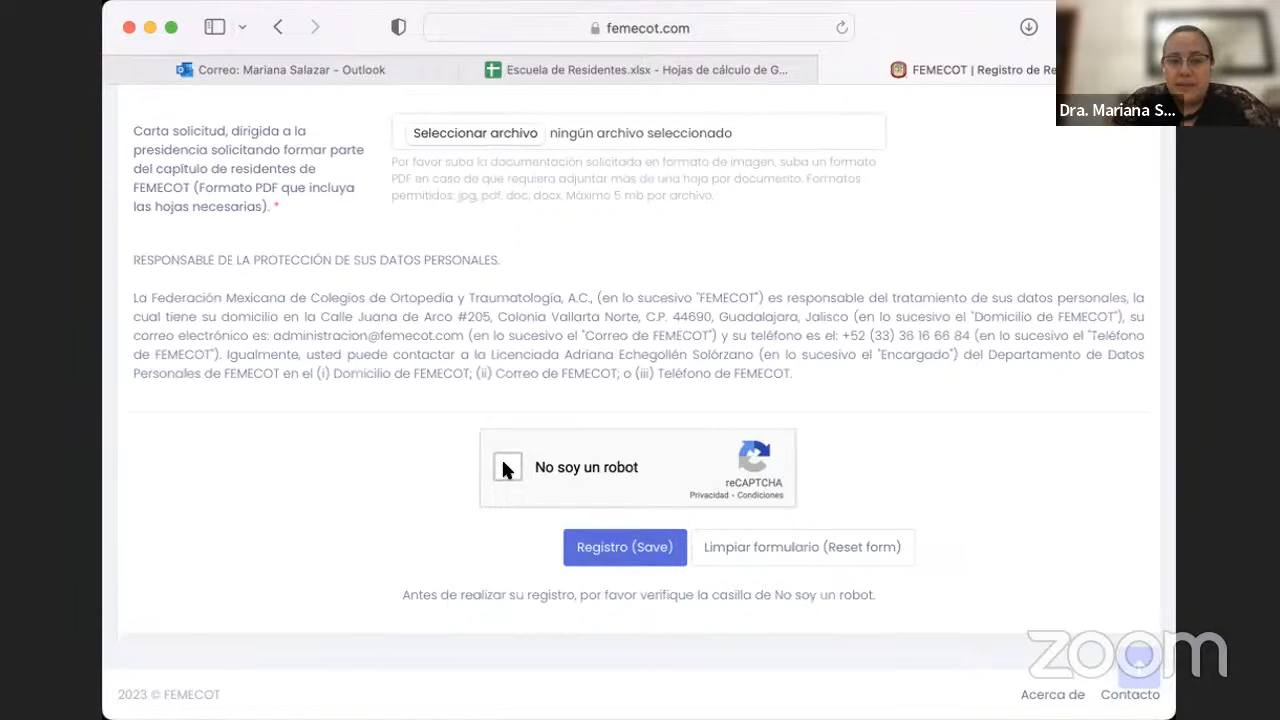 femecot.com
Correo: Mariana Salazar - Outlook
Escuela de Residentes.xlsx - Hojas de cálculo de G...
FEMECOT | Registro de Re
Dra. Mariana S...
Carta solicitud, dirigida a la
presidencia solicitando formar parte
del capítulo de residentes de
FEMECOT (Formato PDF que incluya
las hojas necesarias). *
Seleccionar archivo ningún archivo seleccionado
Por favor suba la documentación solicitada en formato de imagen, suba un formato
PDF en caso de que requiera adjuntar mas de una hoja por documento. Formatos
permitidos: jpg, pdf, doc, docx. Máximo 5 mb por archivo.
RESPONSABLE DE LA PROTECCIÓN DE SUS DATOS PERSONALES.
La Federación Mexicana de Colegios de Ortopedia y Traumatología, A.C., (en lo sucesivo "FEMECOT") es responsable del tratamiento de sus datos personales, la
cual tiene su domicilio en la Calle Juana de Arco #205, Colonia Vallarta Norte, C.P. 44690, Guadalajara, Jalisco (en lo sucesivo el "Domicilio de FEMECOT"), su
correo electrónico es: administracion@femecot.com (en lo sucesivo el "Correo de FEMECOT") y su teléfono es el: +52 (33) 36 16 66 84 (en lo sucesivo el "Teléfono
de FEMECOT"). Igualmente, usted puede contactar a la Licenciada Adriana Echegollén Solórzano (en lo sucesivo el "Encargado") del Departamento de Datos
Personales de FEMECOT en el (i) Domicilio de FEMECOT; (ii) Correo de FEMECOT; o (iii) Teléfono de FEMECOT.
No soy un robot
reCAPTCHA
Privacidad - Condiciones
Registro (Save)
Limpiar formulario (Reset form)
Antes de realizar su registro, por favor verifique la casilla de No soy un robot.
zoom
2023 © FEMECOT
Acerca de
Contacto